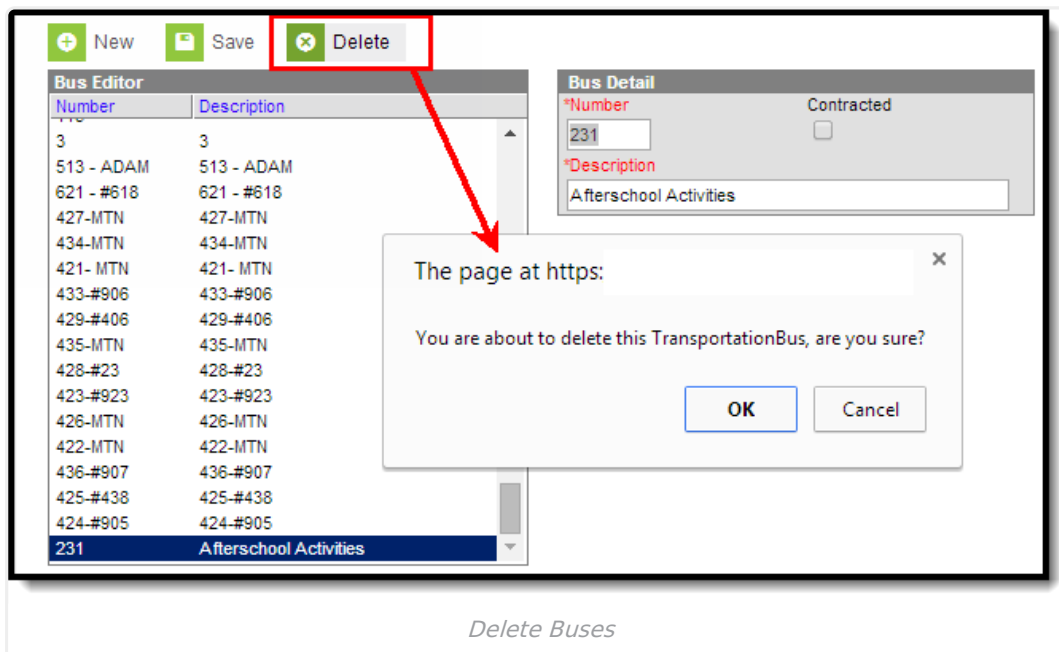 New Save Delete
Bus Editor
Number Description
3 3
513 - ADAM 513 - ADAM
621 - #618 621 - #618
427-MTN 427-MTN
434-MTN 434-MTN
421- MTN 421- MTN
433-#906 433-#906
429-#406 429-#406
435-MTN 435-MTN
428-#23 428-#23
423-#923 423-#923
426-MTN 426-MTN
422-MTN 422-MTN
436-#907 436-#907
425-#438 425-#438
424-#905 424-#905
231 Afterschool Activities
Bus Detail
*Number Contracted
231
*Description
Afterschool Activities
The page at https:
You are about to delete this TransportationBus, are you sure?
OK Cancel
Delete Buses